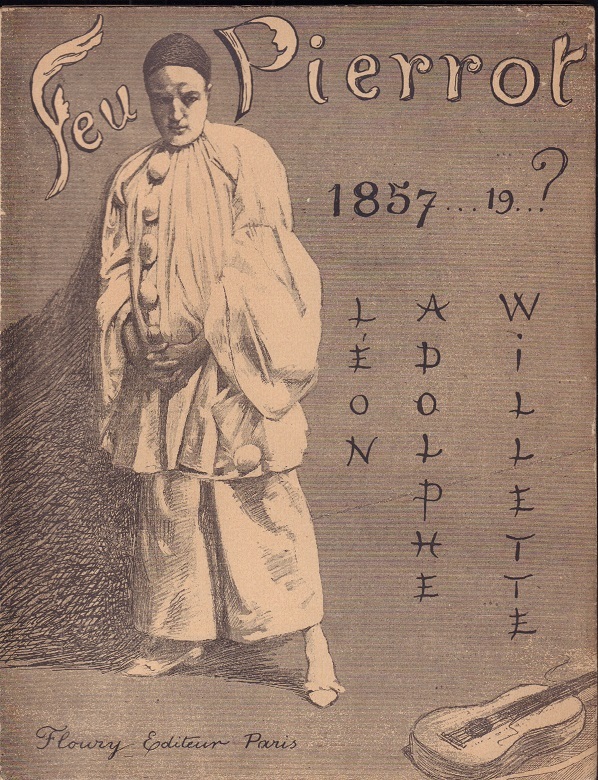 Feu Pierrot
1857...19...?
LÉON
ADOLPHE
WiLLETTE
Floury Editeur Paris